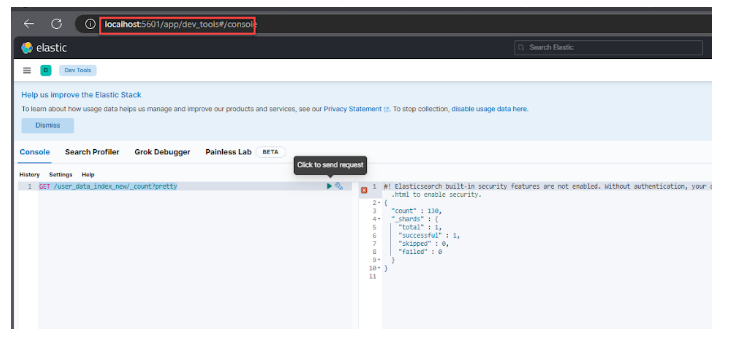 localhost:5601/app/dev_tools#/console
elastic
Search Elastic
D
Dev Tools
Help us improve the Elastic Stack
To learn about how usage data helps us manage and improve our products and services, see our Privacy Statement. To stop collection, disable usage data here.
Dismiss
Console Search Profiler Grok Debugger Painless Lab BETA
Click to send request
History Settings Help
1 GET /user_data_index_new/_count?pretty
1 #! Elasticsearch built-in security features are not enabled. Without authentication, your
.html to enable security.
2 {
3 "count" : 130,
4 "_shards" : {
5 "total" : 1,
6 "successful" : 1,
7 "skipped" : 0,
8 "failed" : 0
9 }
10 }
11